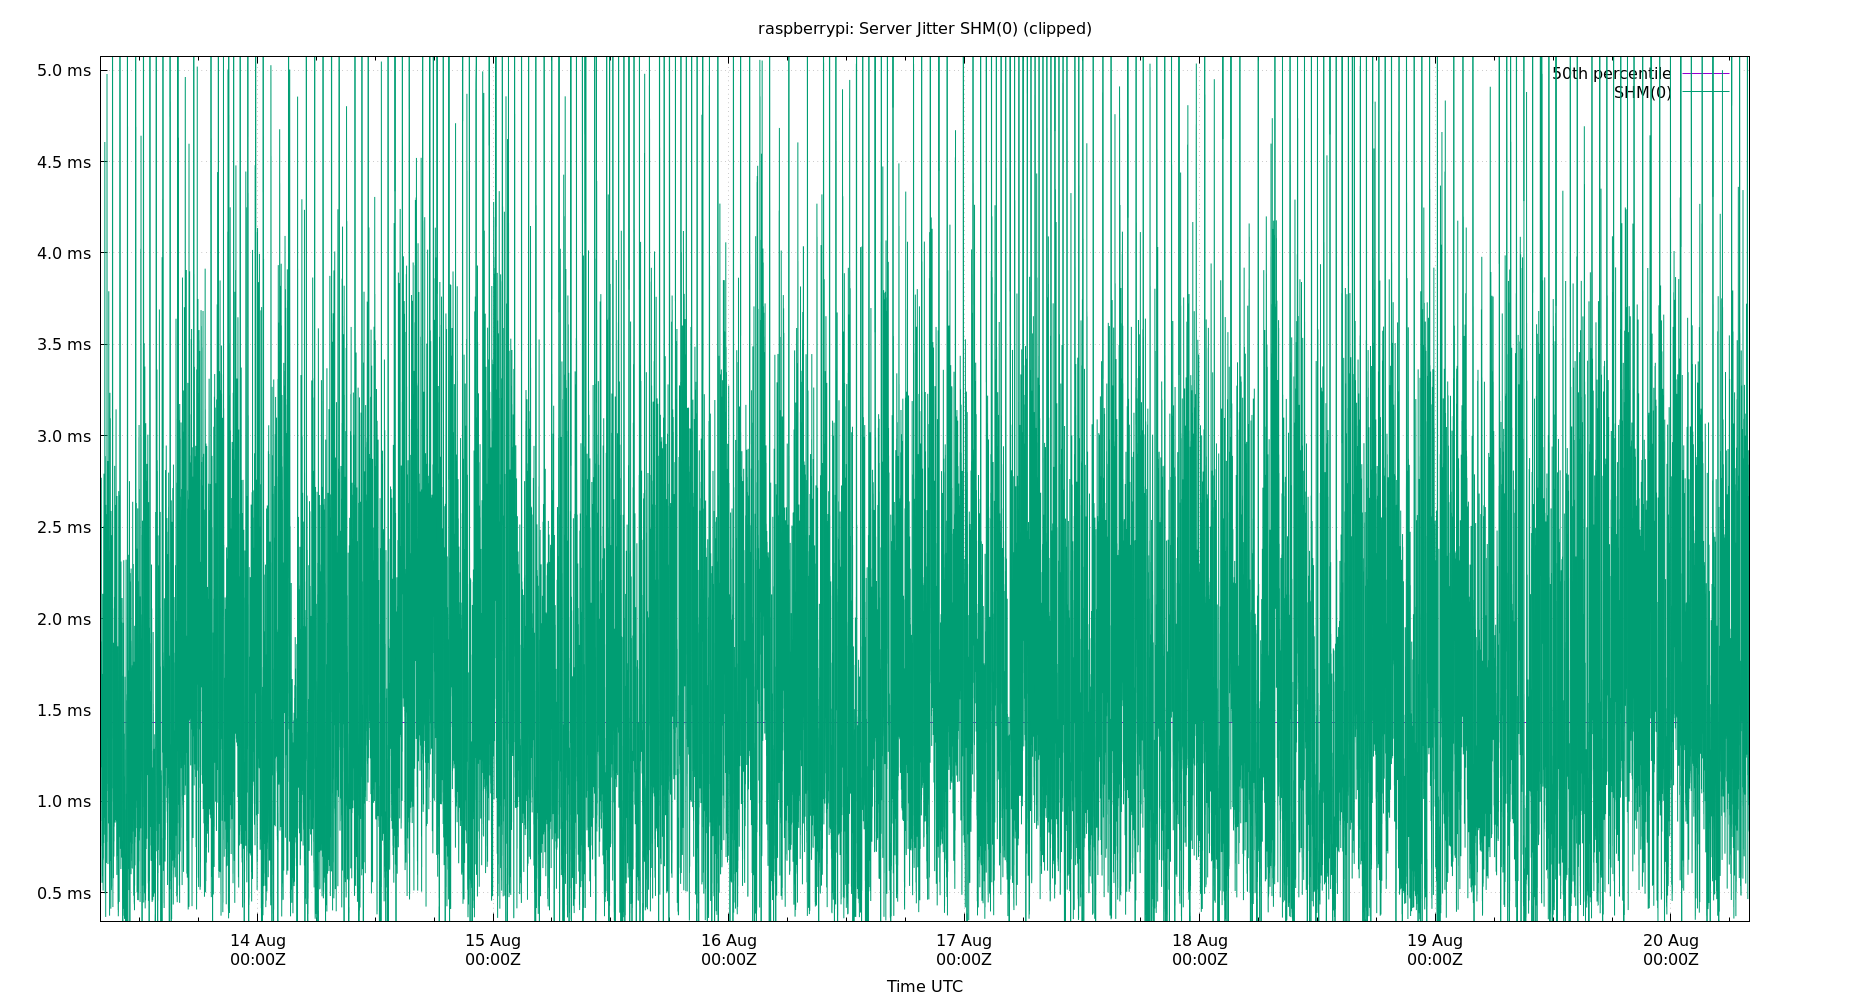 raspberrypi: Server Jitter SHM(0) (clipped)
5.0 ms
50th percentile
SHM(0)
4.5 ms
4.0 ms
3.5 ms
3.0 ms
2.5 ms
2.0 ms
1.5 ms
1.0 ms
0.5 ms
14 Aug 15 Aug 16 Aug 17 Aug 18 Aug 19 Aug 20 Aug
00:00Z 00:00Z 00:00Z 00:00Z 00:00Z 00:00Z 00:00Z
Time UTC